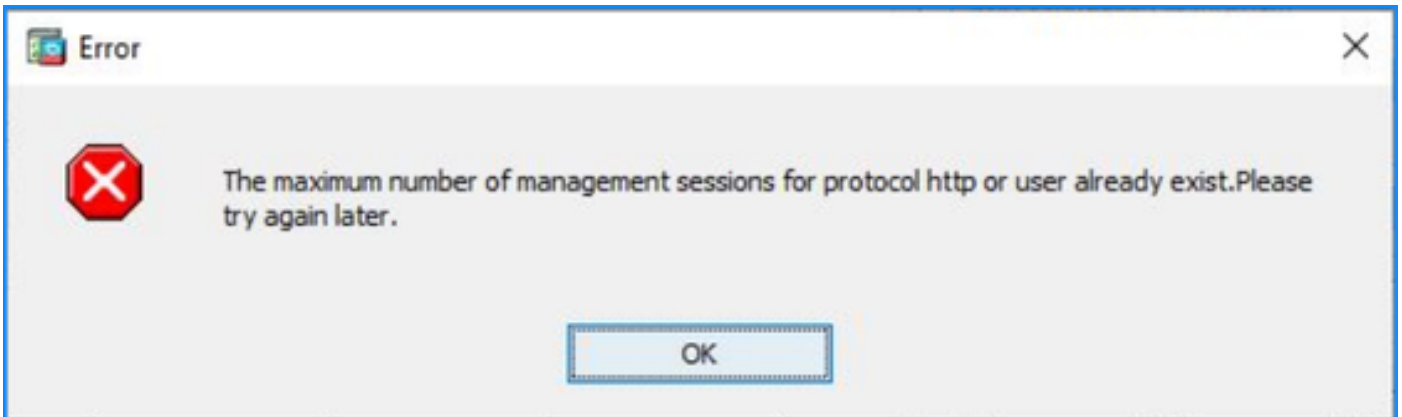 Error
The maximum number of management sessions for protocol http or user already exist.Please
try again later.
OK